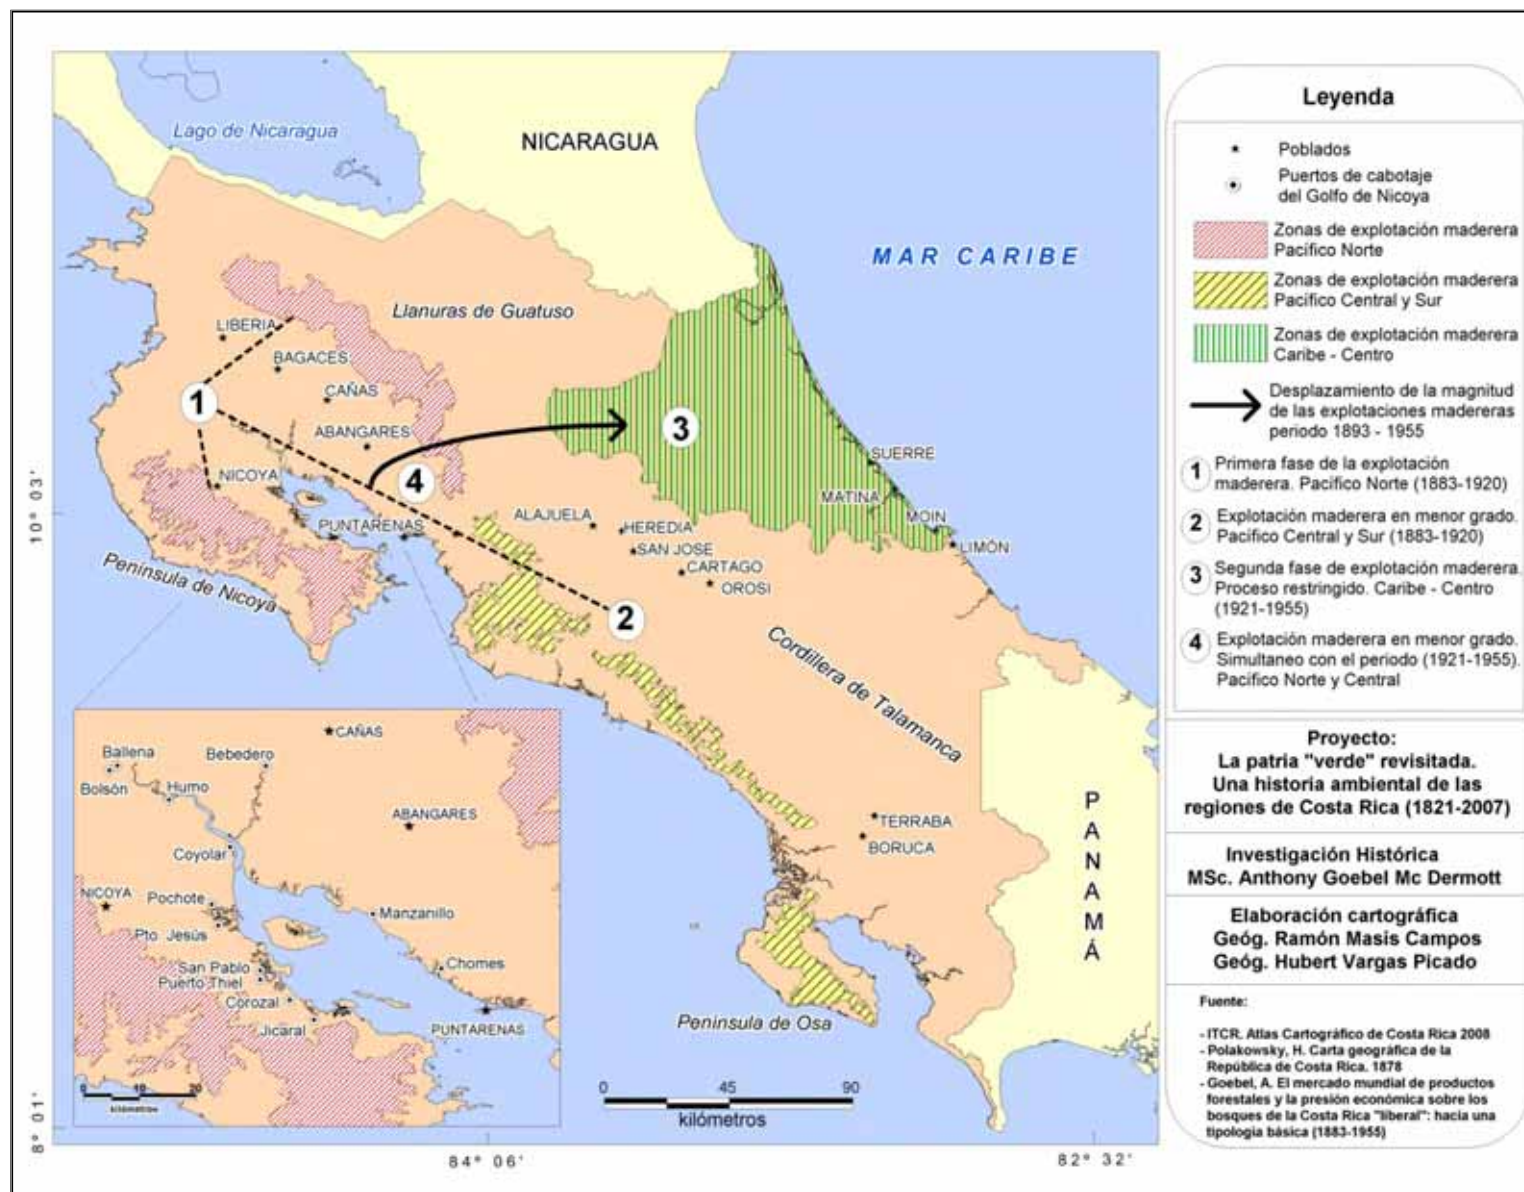 Lago de Nicaragua
NICARAGUA
MAR CARIBE
Llanuras de Guatuso
LIBERIA
BAGACES
CAÑAS
1
ABANGARES
3
4
SUERRE
NICOYA
MATINA
ALAJUELA
HEREDIA
MOIN
PUNTARENAS
SAN JOSE
LIMÓN
CARTAGO
OROSI
Península de Nicoya
2
Cordillera de Talamanca
TERRABA
BORUCA
PANAMÁ
Península de Osa
0 45 90
kilómetros
10° 03'
8° 01'
84° 06'
82° 32'
CAÑAS
Ballena
Bebedero
Bolsón
Humo
ABANGARES
Coyolar
NICOYA
Pochote
Manzanillo
Pto. Jesús
San Pablo
Chomes
Puerto Thiel
Corozal
Jicaral
PUNTARENAS
0 10 20
kilómetros
Leyenda
Poblados
Puertos de cabotaje
del Golfo de Nicoya
Zonas de explotación maderera
Pacífico Norte
Zonas de explotación maderera
Pacífico Central y Sur
Zonas de explotación maderera
Caribe - Centro
Desplazamiento de la magnitud
de las explotaciones madereras
periodo 1893 - 1955
1 Primera fase de la explotación
maderera. Pacífico Norte (1883-1920)
2 Explotación maderera en menor grado.
Pacífico Central y Sur (1883-1920)
3 Segunda fase de explotación maderera.
Proceso restringido. Caribe - Centro
(1921-1955)
4 Explotación maderera en menor grado.
Simultaneo con el periodo (1921-1955).
Pacífico Norte y Central
Proyecto:
La patria "verde" revisitada.
Una historia ambiental de las
regiones de Costa Rica (1821-2007)
Investigación Histórica
MSc. Anthony Goebel Mc Dermott
Elaboración cartográfica
Geóg. Ramón Masis Campos
Geóg. Hubert Vargas Picado
Fuente:
- ITCR. Atlas Cartográfico de Costa Rica 2008
- Polakowsky, H. Carta geográfica de la
República de Costa Rica. 1878
- Goebel, A. El mercado mundial de productos
forestales y la presión económica sobre los
bosques de la Costa Rica "liberal": hacia una
tipología básica (1883-1955)